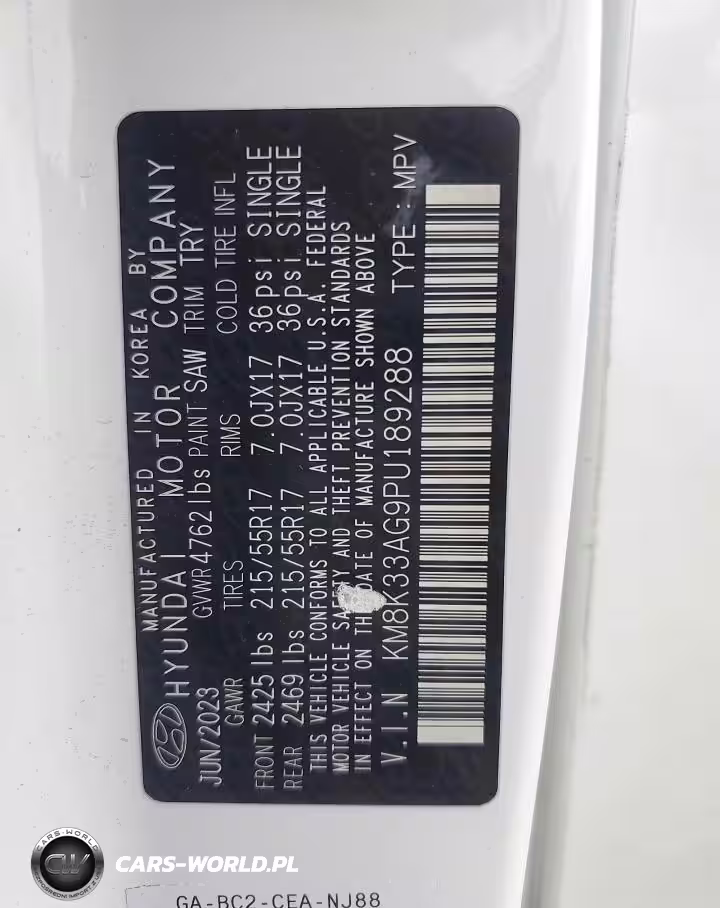 MANUFACTURED IN KOREA BY
HYUNDAI MOTOR COMPANY
JUN/2023 GVWR 4762 lbs PAINT SAW TRIM TRY
GAWR TIRES RIMS COLD TIRE INFL
FRONT 2425 lbs 215/55R17 7.0JX17 36psi SINGLE
REAR 2469 lbs 215/55R17 7.0JX17 36psi SINGLE
THIS VEHICLE CONFORMS TO ALL APPLICABLE U.S.A. FEDERAL
MOTOR VEHICLE SAFETY AND THEFT PREVENTION STANDARDS
IN EFFECT ON THE DATE OF MANUFACTURE SHOWN ABOVE
V.I.N KM8K33AG9PU189288 TYPE : MPV
GA-BC2-CEA-NJ88
CARS-WORLD
CW
CARS-WORLD.PL